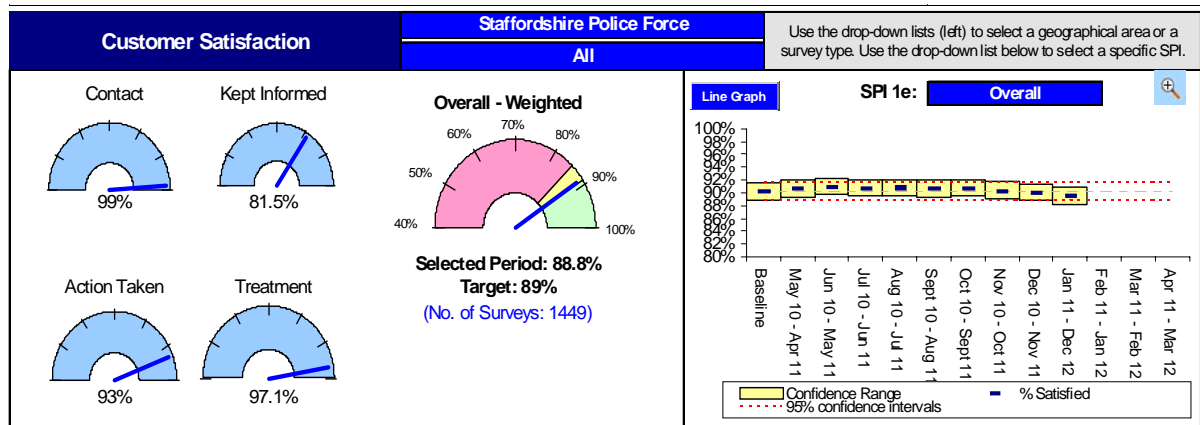 Customer Satisfaction
Staffordshire Police Force
All
Use the drop-down lists (left) to select a geographical area or a
survey type. Use the drop-down list below to select a specific SPI.
Contact
Kept Informed
99%
81.5%
Action Taken
Treatment
93%
97.1%
Overall - Weighted
40%
50%
60%
70%
80%
90%
100%
Selected Period: 88.8%
Target: 89%
(No. of Surveys: 1449)
Line Graph
SPI 1e:
Overall
100%
98%
96%
94%
92%
90%
88%
86%
84%
82%
80%
Baseline
May 10 - Apr 11
Jun 10 - May 11
Jul 10 - Jun 11
Aug 10 - Jul 11
Sept 10 - Aug 11
Oct 10 - Sept 11
Nov 10 - Oct 11
Dec 10 - Nov 11
Jan 11 - Dec 12
Feb 11 - Jan 12
Mar 11 - Feb 12
Apr 11 - Mar 12
Confidence Range
% Satisfied
95% confidence intervals